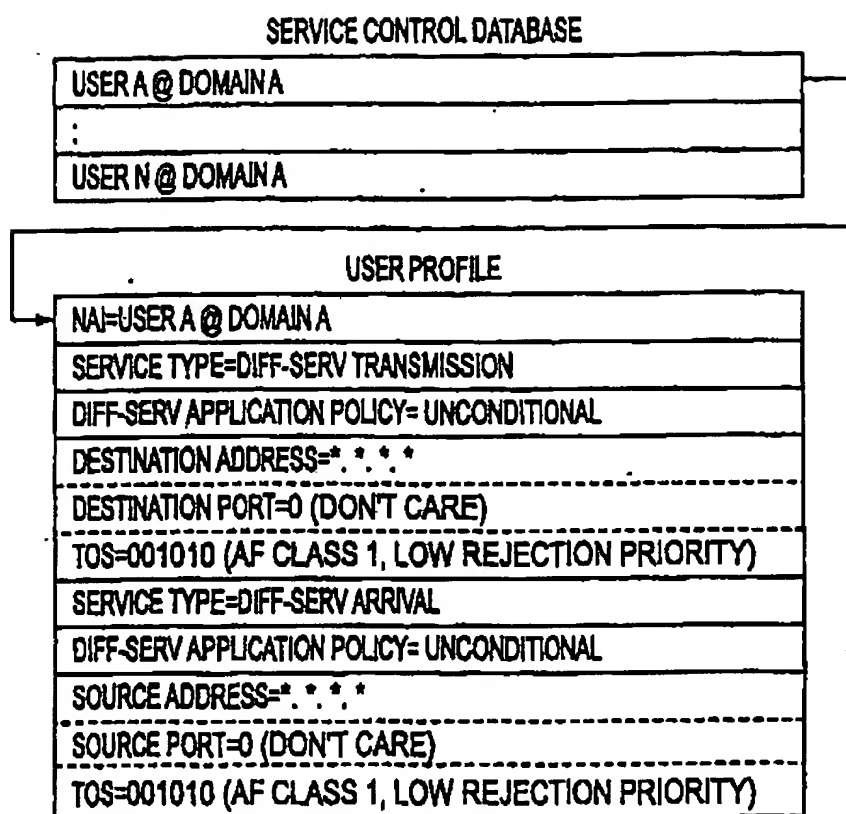 SERVICE CONTROL DATABASE
USER A @ DOMAIN A
:
USER N @ DOMAIN A
USER PROFILE
NAI=USER A @ DOMAIN A
SERVICE TYPE=DIFF-SERV TRANSMISSION
DIFF-SERV APPLICATION POLICY= UNCONDITIONAL
DESTINATION ADDRESS=*. *. *. *
DESTINATION PORT=0 (DON'T CARE)
TOS=001010 (AF CLASS 1, LOW REJECTION PRIORITY)
SERVICE TYPE=DIFF-SERV ARRIVAL
DIFF-SERV APPLICATION POLICY= UNCONDITIONAL
SOURCE ADDRESS=*. *. *. *
SOURCE PORT=0 (DON'T CARE)
TOS=001010 (AF CLASS 1, LOW REJECTION PRIORITY)